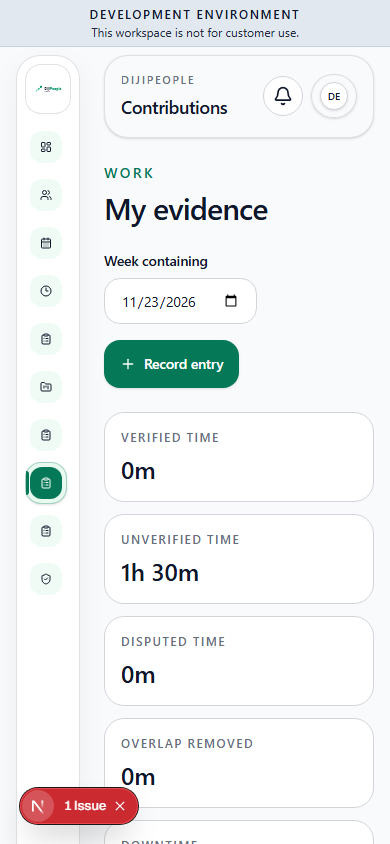 DEVELOPMENT ENVIRONMENT
This workspace is not for customer use.
DIJIPEOPLE
Contributions
DE
WORK
My evidence
Week containing
11/23/2026
+ Record entry
VERIFIED TIME
0m
UNVERIFIED TIME
1h 30m
DISPUTED TIME
0m
OVERLAP REMOVED
0m
N 1 Issue
DOWNTIME